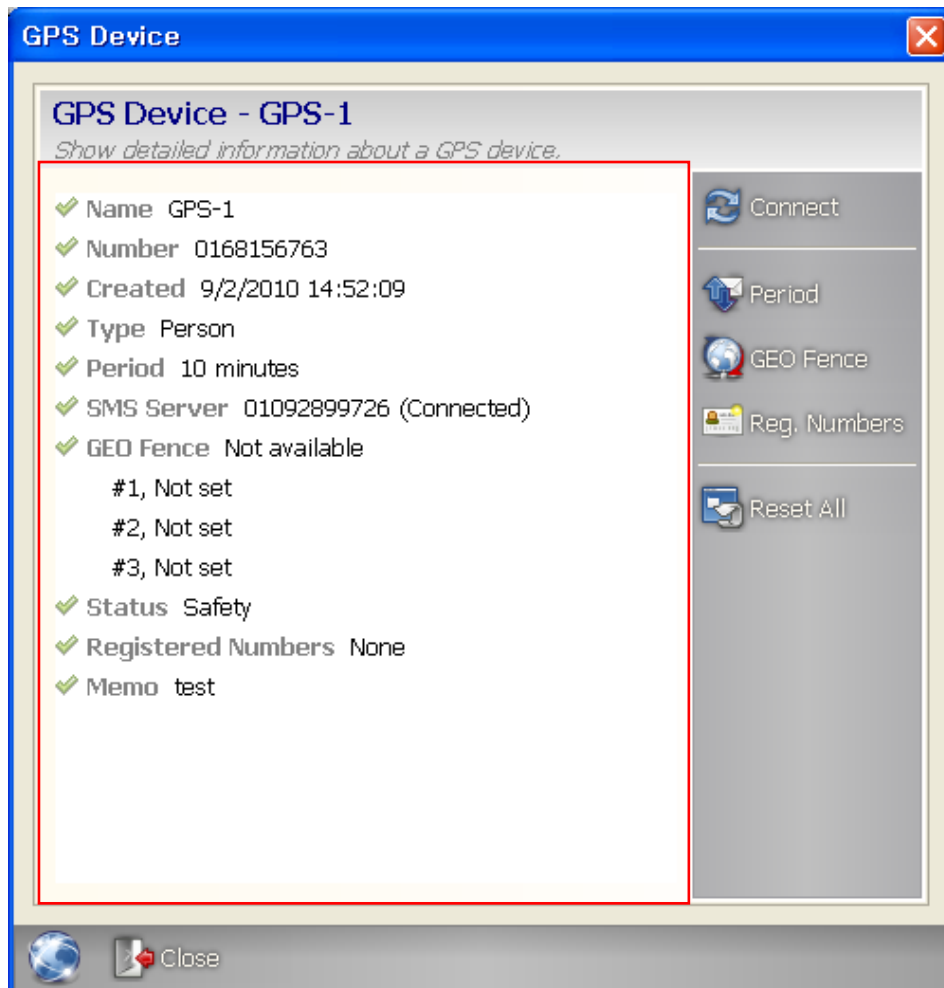 GPS Device
GPS Device - GPS-1
Show detailed information about a GPS device.
Name GPS-1
Number 0168156763
Created 9/2/2010 14:52:09
Type Person
Period 10 minutes
SMS Server 01092899726 (Connected)
GEO Fence Not available
#1, Not set
#2, Not set
#3, Not set
Status Safety
Registered Numbers None
Memo test
Connect
Period
GEO Fence
Reg. Numbers
Reset All
Close